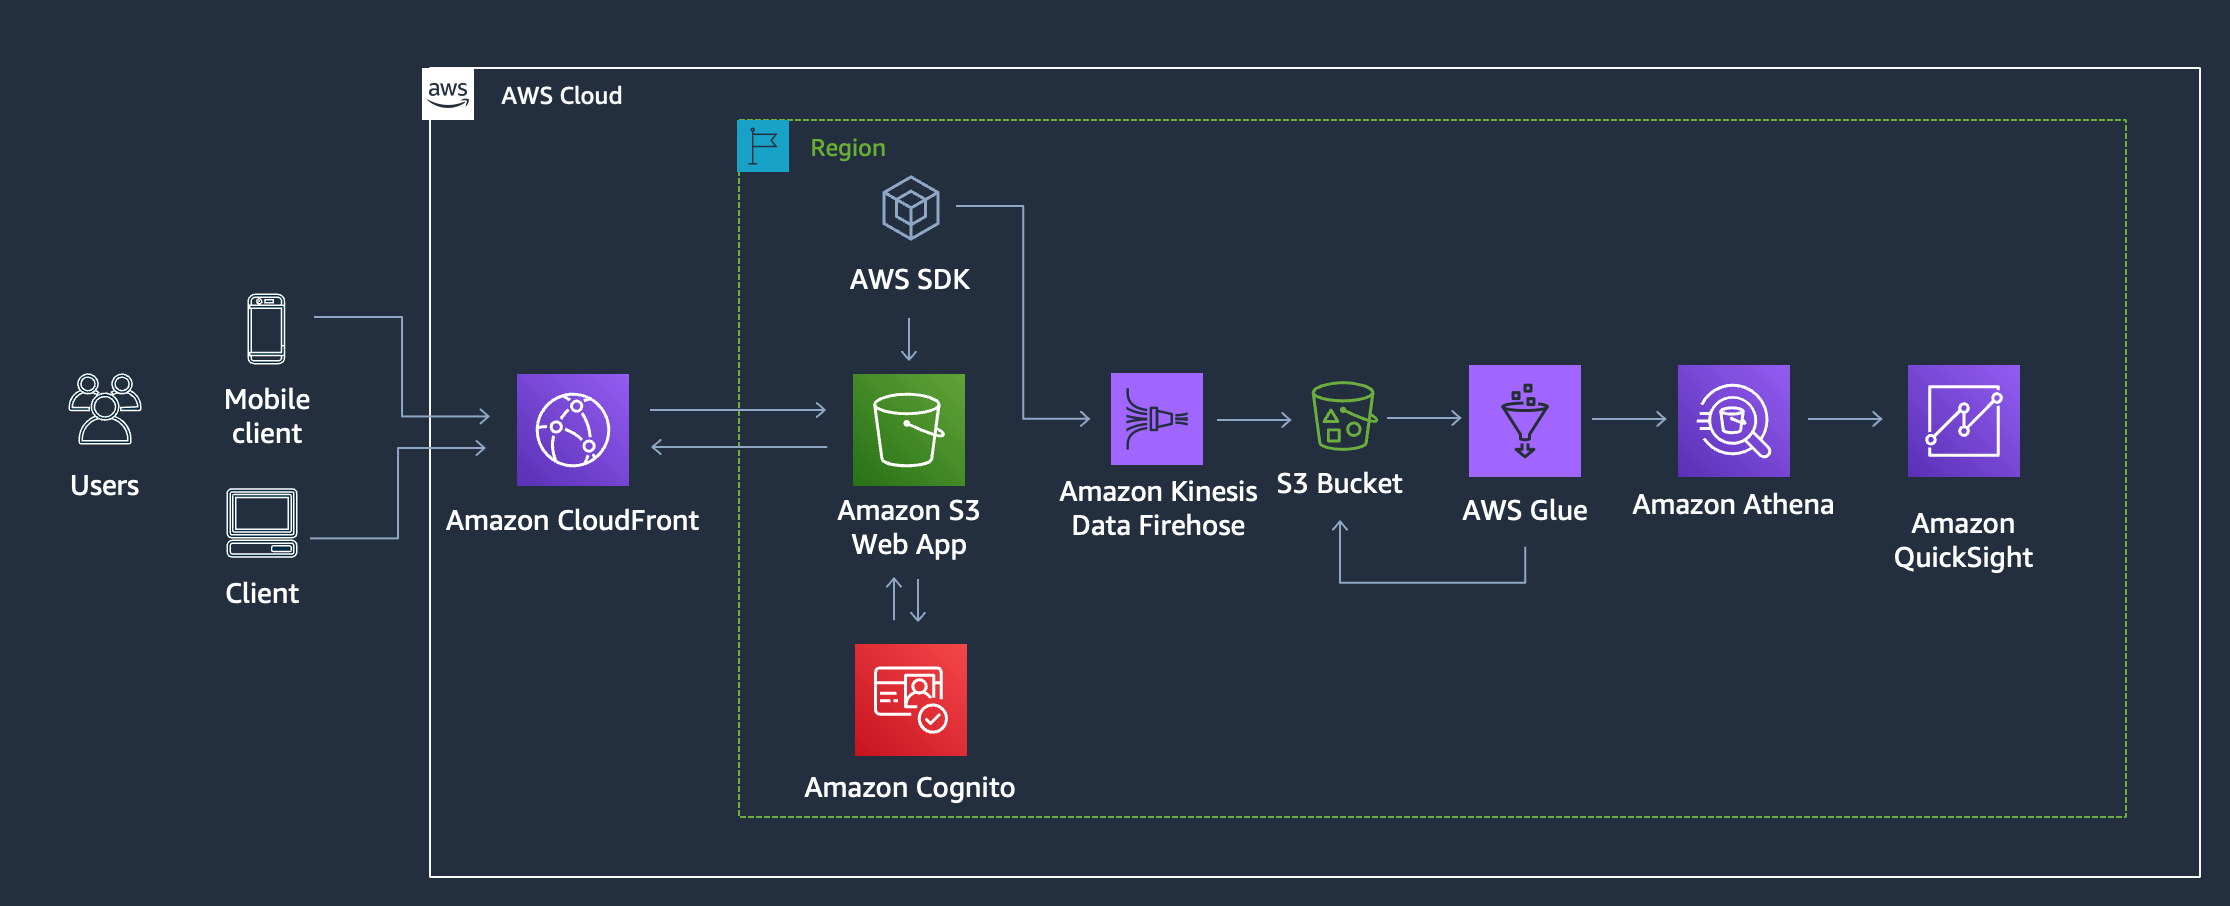 aws
AWS Cloud
Region
AWS SDK
Mobile
client
Users
Client
Amazon CloudFront
Amazon S3
Web App
Amazon Cognito
Amazon Kinesis
Data Firehose
S3 Bucket
AWS Glue
Amazon Athena
Amazon
QuickSight